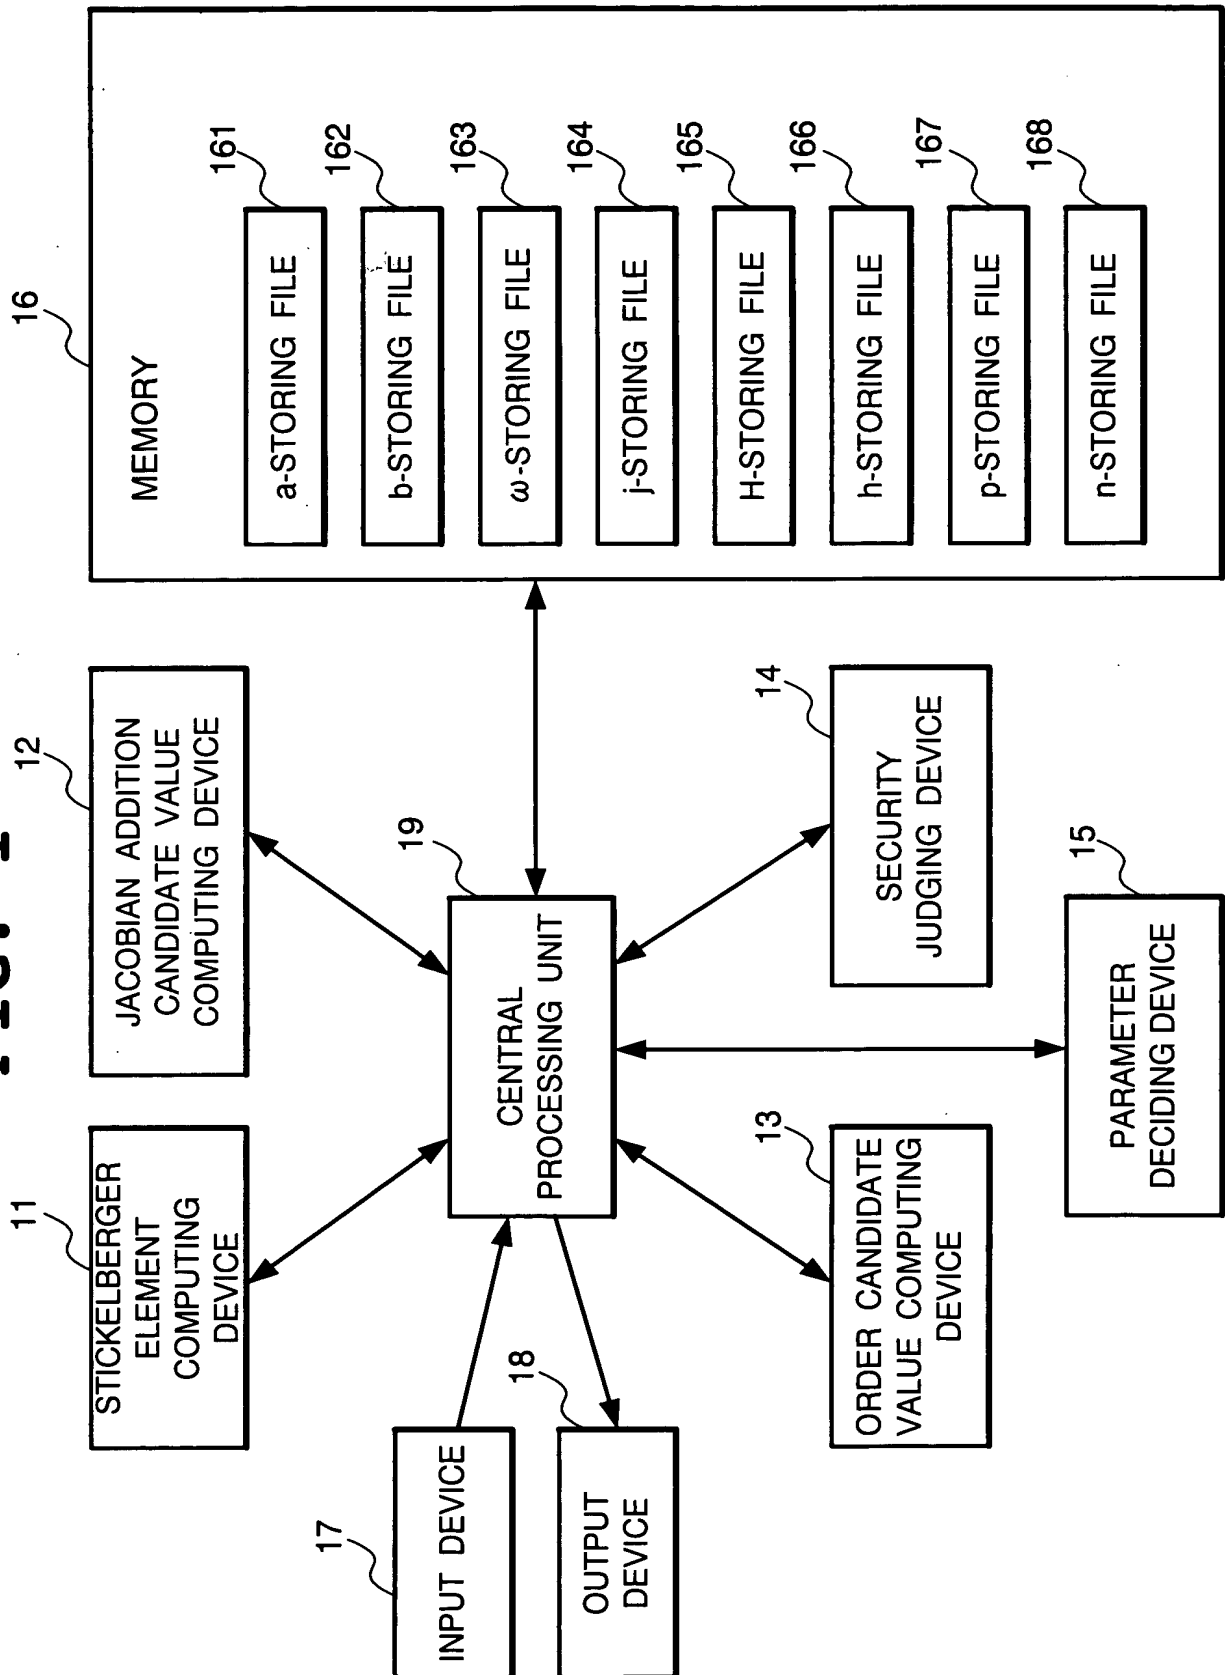 11
STICKELBERGER
ELEMENT
COMPUTING
DEVICE
12
JACOBIAN ADDITION
CANDIDATE VALUE
COMPUTING DEVICE
16
MEMORY
161
a-STORING FILE
162
b-STORING FILE
163
ω-STORING FILE
164
j-STORING FILE
165
H-STORING FILE
166
h-STORING FILE
167
p-STORING FILE
168
n-STORING FILE
17
INPUT DEVICE
18
OUTPUT
DEVICE
19
CENTRAL
PROCESSING UNIT
13
ORDER CANDIDATE
VALUE COMPUTING
DEVICE
14
SECURITY
JUDGING DEVICE
15
PARAMETER
DECIDING DEVICE